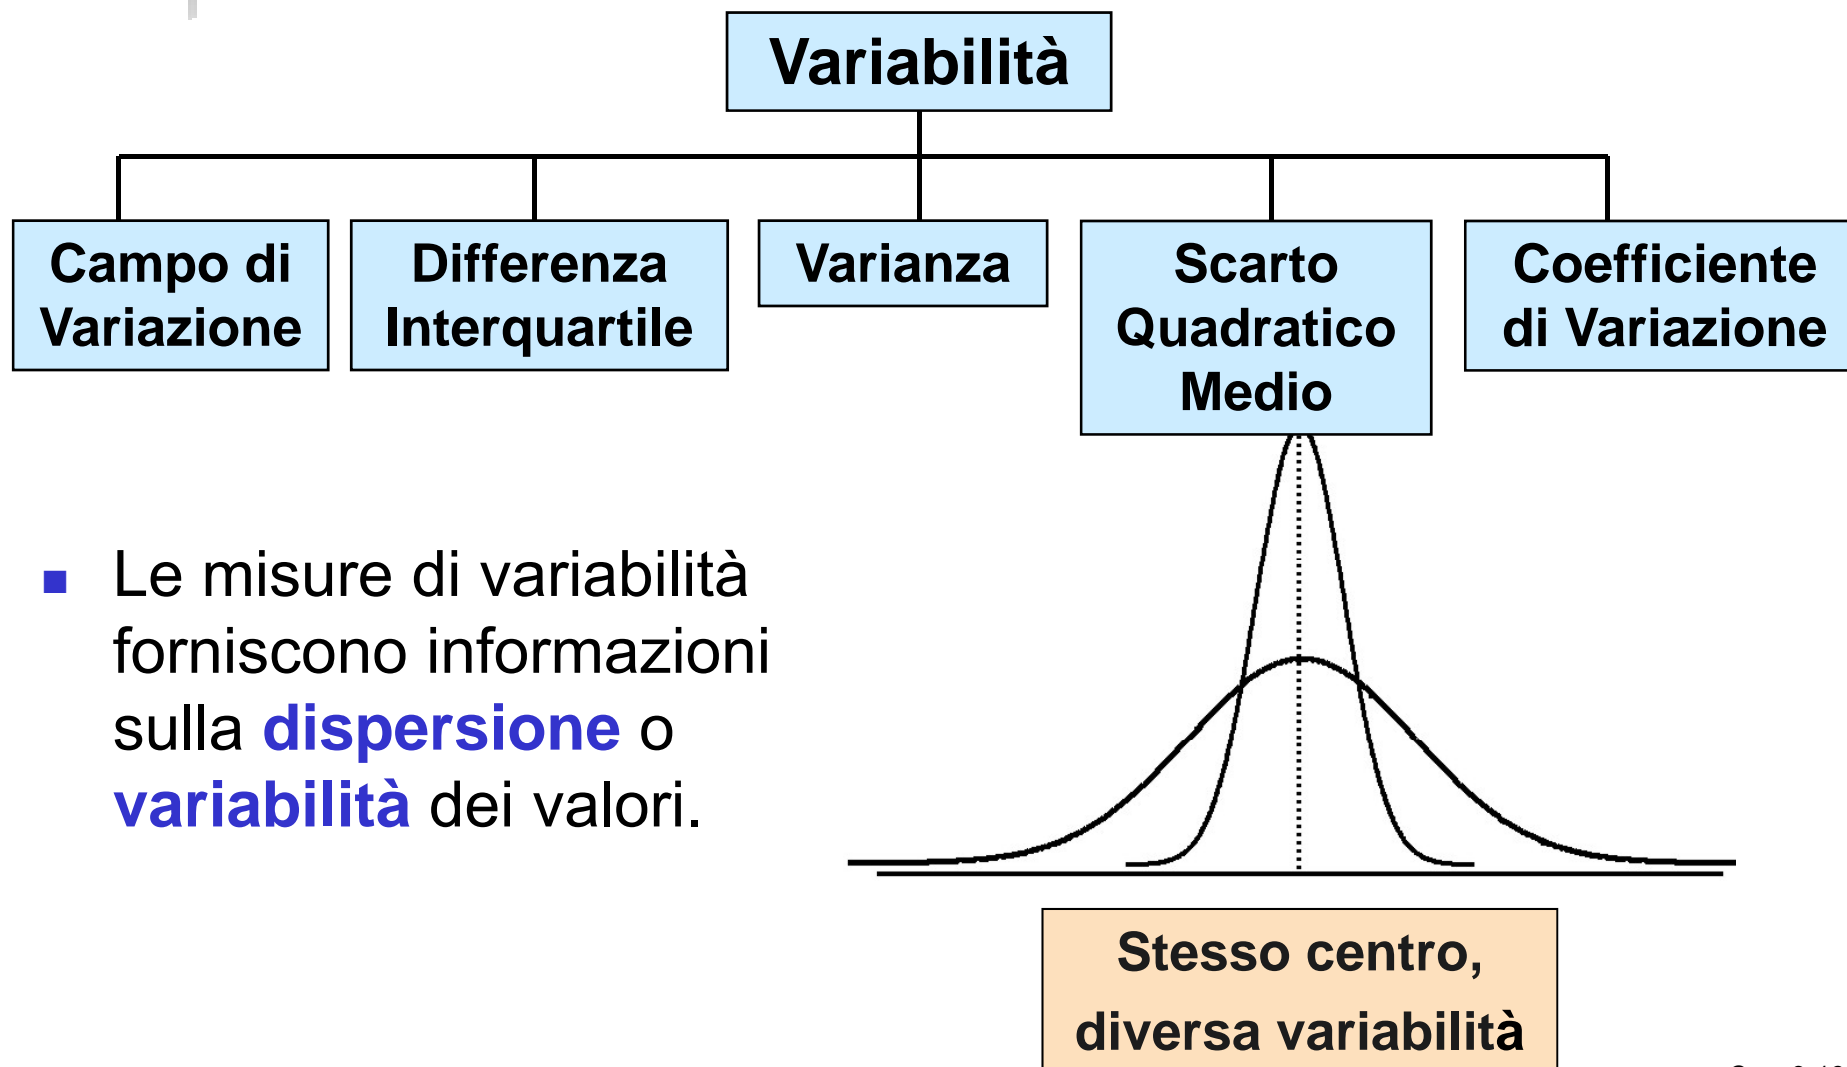 Variabilità
Campo di
Variazione
Differenza
Interquartile
Varianza
Scarto
Quadratico
Medio
Coefficiente
di Variazione
Le misure di variabilità
forniscono informazioni
sulla dispersione o
variabilità dei valori.
Stesso centro,
diversa variabilità